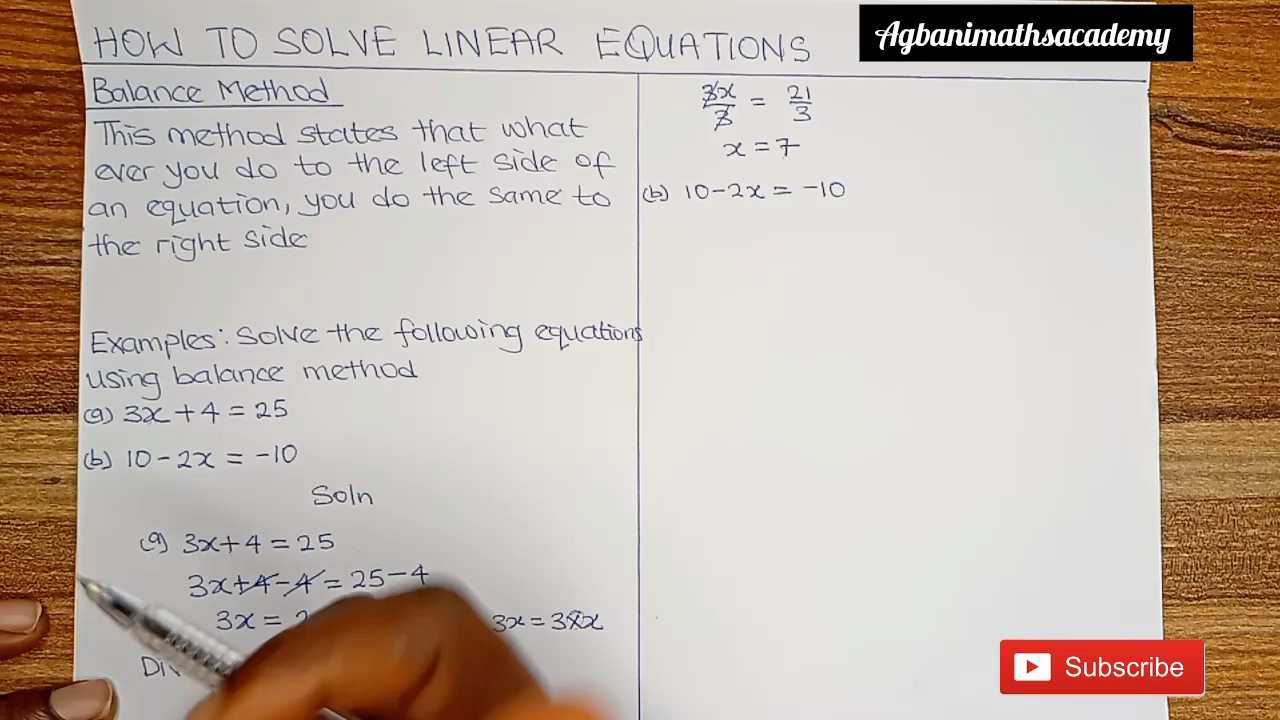 HOW TO SOLVE LINEAR EQUATIONS
Agbanimathsacademy
Balance Method
This method states that what
ever you do to the left side of
an equation, you do the same to
the right side
Examples: Solve the following equations
using balance method
(a) 3x + 4 = 25
(b) 10 - 2x = -10
Soln
(a) 3x + 4 = 25
3x + 4 - 4 = 25 - 4
3x = 2
3x = 3×x
Div
3x/3 = 21/3
x = 7
(b) 10 - 2x = -10
Subscribe